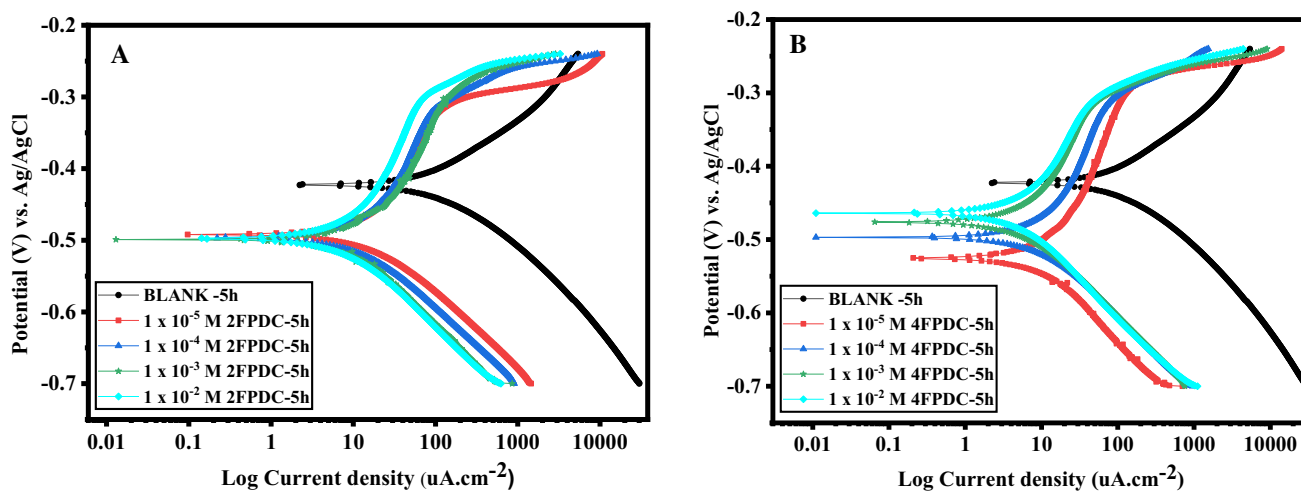 A
-0.2
-0.3
-0.4
-0.5
-0.6
-0.7
Potential (V) vs. Ag/AgCl
BLANK -5h
1 x 10⁻⁵ M 2FPDC-5h
1 x 10⁻⁴ M 2FPDC-5h
1 x 10⁻³ M 2FPDC-5h
1 x 10⁻² M 2FPDC-5h
0.01 0.1 1 10 100 1000 10000
Log Current density (uA.cm⁻²)
B
-0.2
-0.3
-0.4
-0.5
-0.6
-0.7
Potential (V) vs. Ag/AgCl
BLANK -5h
1 x 10⁻⁵ M 4FPDC-5h
1 x 10⁻⁴ M 4FPDC-5h
1 x 10⁻³ M 4FPDC-5h
1 x 10⁻² M 4FPDC-5h
0.01 0.1 1 10 100 1000 10000
Log Current density (uA.cm⁻²)